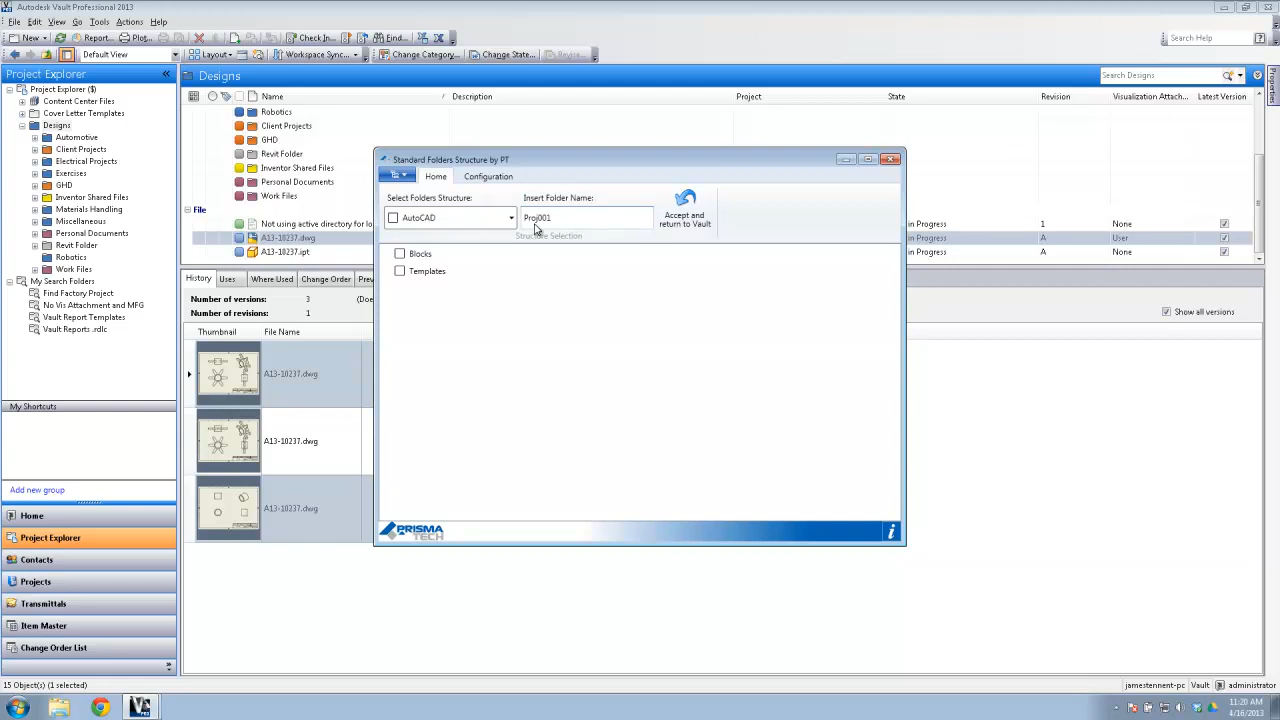 Autodesk Vault Professional 2013
File Edit View Go Tools Actions Help
New Report... Plot... Check In... Find... Search Help
Default View Layout Workspace Sync... Change Category... Change State... Revise...
Project Explorer
Project Explorer ($)
Content Center Files
Cover Letter Templates
Designs
Automotive
Client Projects
Electrical Projects
Exercises
GHD
Inventor Shared Files
Materials Handling
Miscellaneous
Personal Documents
Revit Folder
Robotics
Work Files
My Search Folders
Find Factory Project
No Vis Attachment and MFG
Vault Report Templates
Vault Reports .rdlc
My Shortcuts
Add new group
Home
Project Explorer
Contacts
Projects
Transmittals
Item Master
Change Order List
Designs Search Designs
Name Description Project State Revision Visualization Attach... Latest Version
Robotics
Client Projects
GHD
Revit Folder
Inventor Shared Files
Personal Documents
Work Files
File
Not using active directory for lo in Progress 1 None
A13-10237.dwg in Progress A User
A13-10237.ipt in Progress A None
History Uses Where Used Change Order Prev
Number of versions: 3 (Doe
Number of revisions: 1
Show all versions
Thumbnail File Name
A13-10237.dwg
A13-10237.dwg
A13-10237.dwg
Standard Folders Structure by PT
Home Configuration
Select Folders Structure: Insert Folder Name:
AutoCAD Proj001
Accept and
return to Vault
Structure Selection
Blocks
Templates
PRISMA
TECH
i
Properties
15 Object(s) (1 selected) jamestennent-pc Vault administrator
11:20 AM
4/16/2013